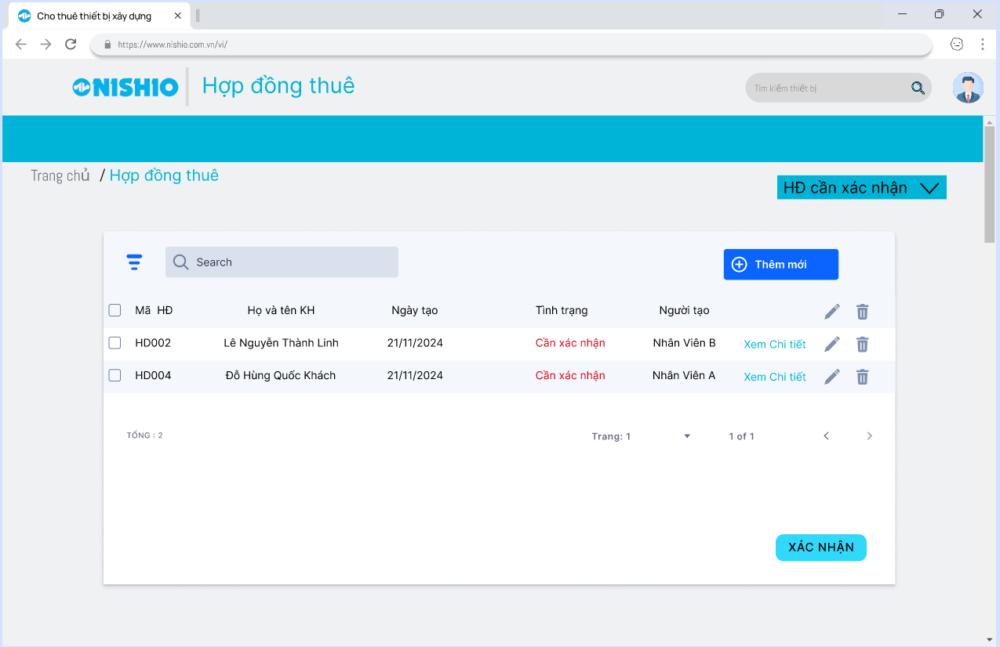 Cho thuê thiết bị xây dựng
https://www.nishio.com.vn/vi/
NISHIO Hợp đồng thuê
Tìm kiếm thiết bị
Trang chủ / Hợp đồng thuê
HĐ cần xác nhận
Search
Thêm mới
Mã HĐ Họ và tên KH Ngày tạo Tình trạng Người tạo
HD002 Lê Nguyễn Thành Linh 21/11/2024 Cần xác nhận Nhân Viên B Xem Chi tiết
HD004 Đỗ Hùng Quốc Khách 21/11/2024 Cần xác nhận Nhân Viên A Xem Chi tiết
TỔNG : 2 Trang: 1 1 of 1
XÁC NHẬN